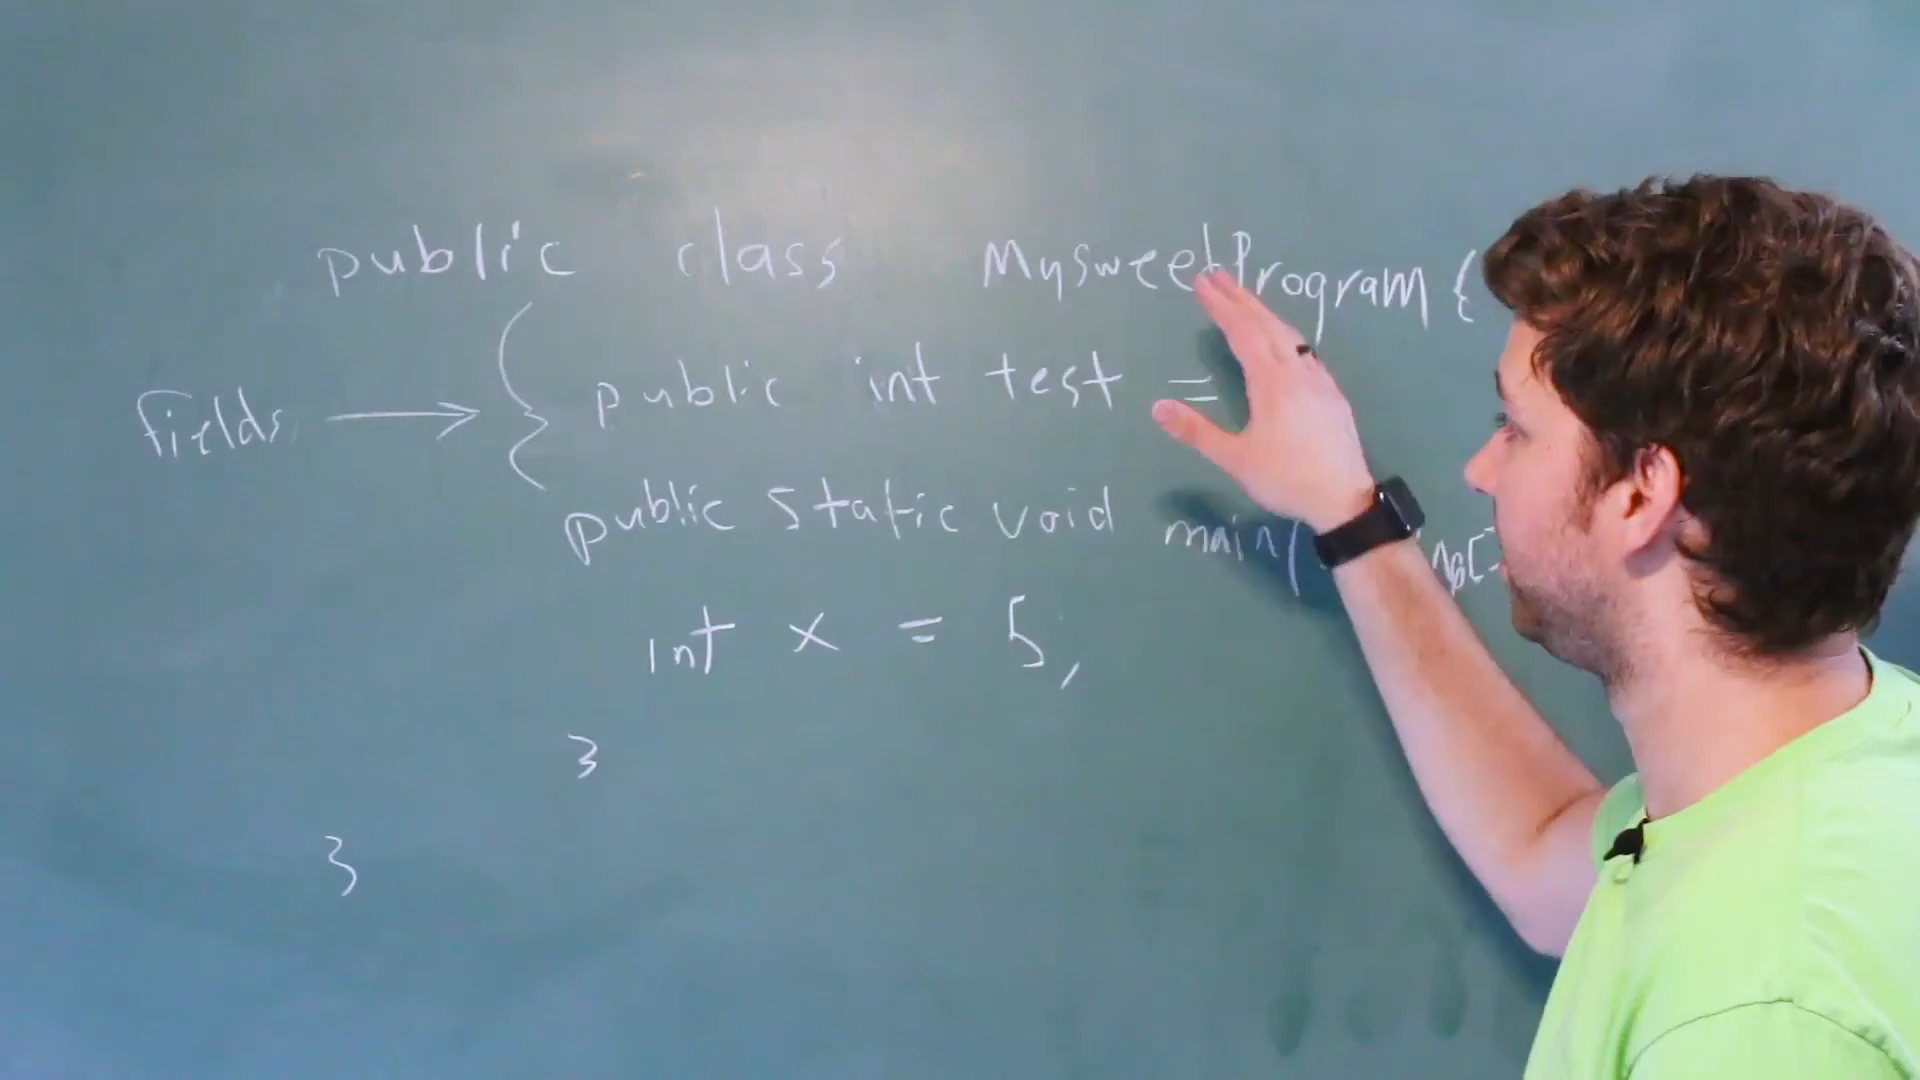 public class MysweetProgram {
fields → { public int test =
public static void main(
int x = 5,
}
}